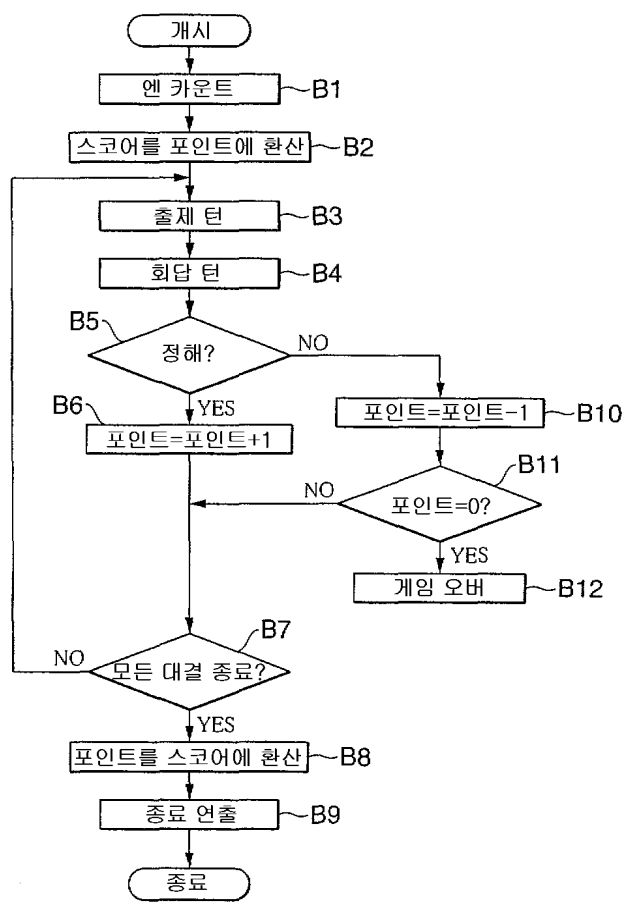 개시
엔 카운트
B1
스코어를 포인트에 환산
B2
출제 턴
B3
회답 턴
B4
B5
정해?
NO
YES
B6
포인트=포인트+1
포인트=포인트-1
B10
B11
포인트=0?
NO
YES
게임 오버
B12
B7
모든 대결 종료?
NO
YES
포인트를 스코어에 환산
B8
종료 연출
B9
종료